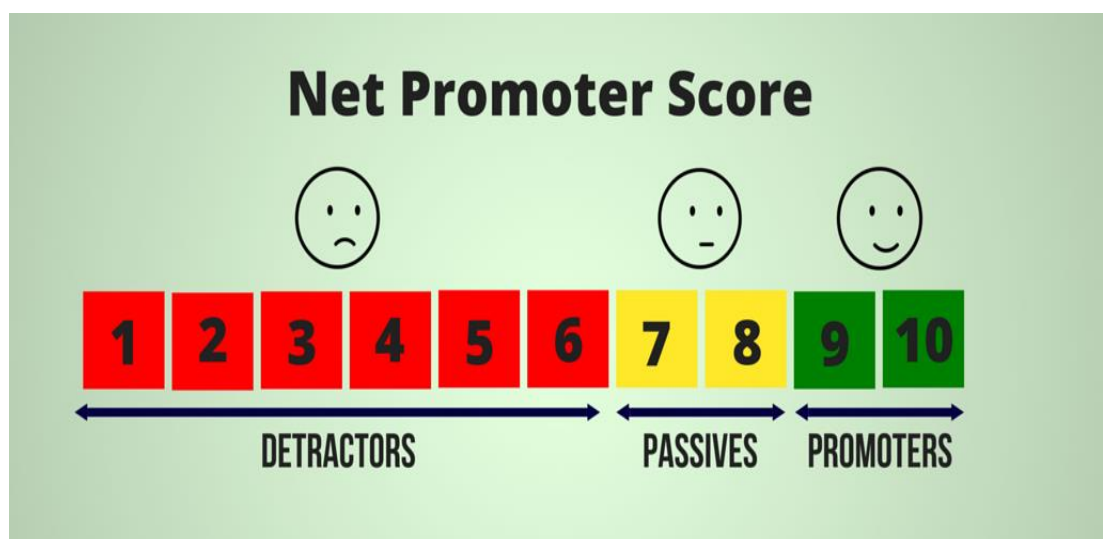 Net Promoter Score
1 2 3 4 5 6 7 8 9 10
DETRACTORS PASSIVES PROMOTERS